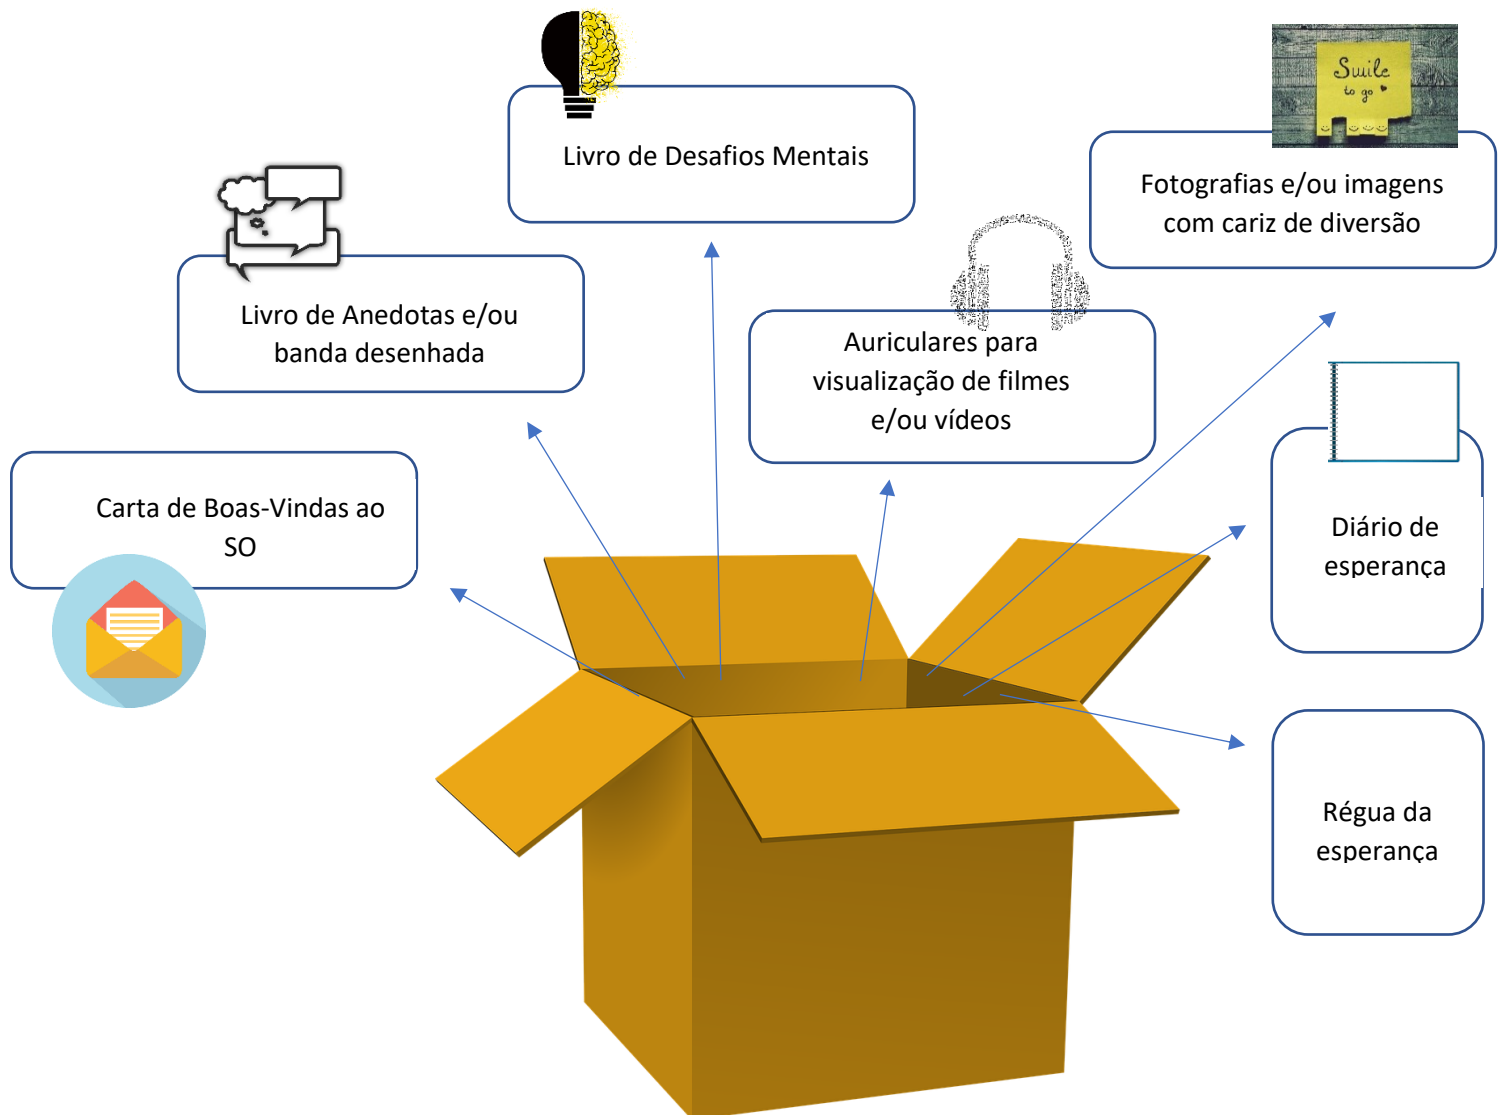 Livro de Desafios Mentais
Smile
to go
Fotografias e/ou imagens
com cariz de diversão
Livro de Anedotas e/ou
banda desenhada
Auriculares para
visualização de filmes
e/ou vídeos
Carta de Boas-Vindas ao
SO
Diário de
esperança
Régua da
esperança